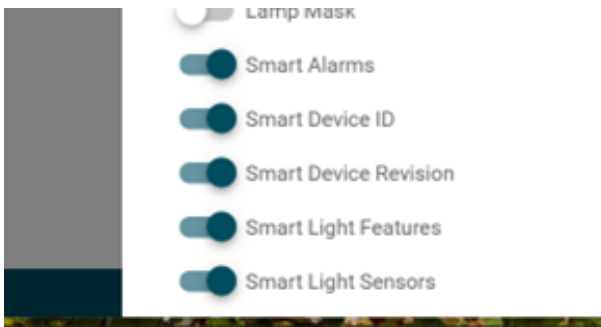 Lamp Mask
Smart Alarms
Smart Device ID
Smart Device Revision
Smart Light Features
Smart Light Sensors